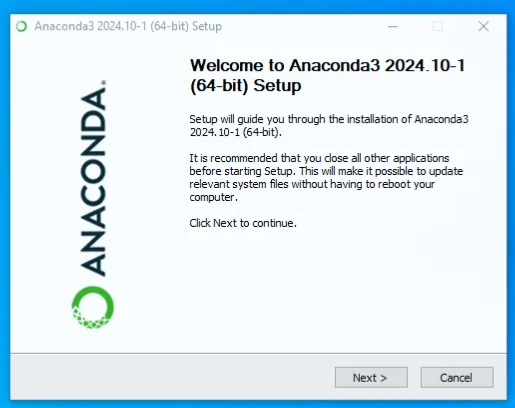 Anaconda3 2024.10-1 (64-bit) Setup
ANACONDA.
Welcome to Anaconda3 2024.10-1
(64-bit) Setup
Setup will guide you through the installation of Anaconda3
2024.10-1 (64-bit).
It is recommended that you close all other applications
before starting Setup. This will make it possible to update
relevant system files without having to reboot your
computer.
Click Next to continue.
Next >
Cancel